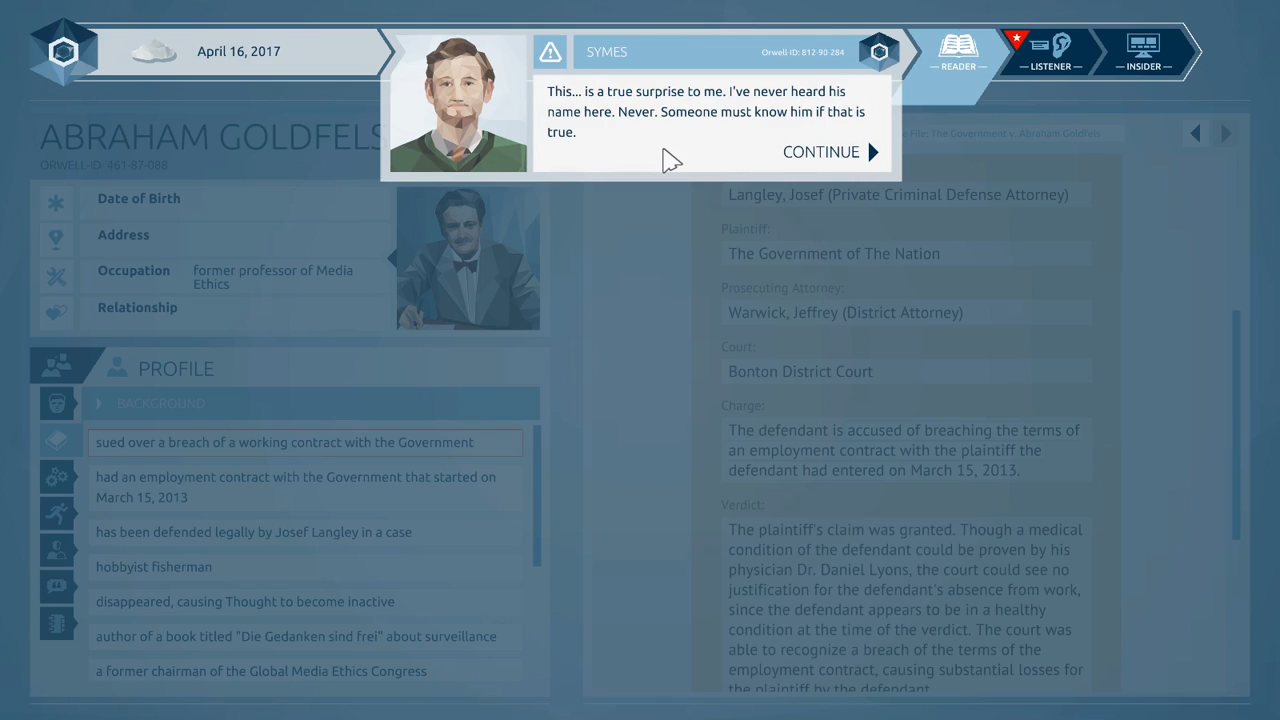 April 16, 2017
SYMES
Orwell-ID: 812-90-284
This... is a true surprise to me. I've never heard his
name here. Never. Someone must know him if that is
true.
CONTINUE
READER
LISTENER
INSIDER
ABRAHAM GOLDFELS
ORWELL-ID: 461-87-088
Date of Birth
Address
Occupation former professor of Media
Ethics
Relationship
PROFILE
BACKGROUND
sued over a breach of a working contract with the Government
had an employment contract with the Government that started on
March 15, 2013
has been defended legally by Josef Langley in a case
hobbyist fisherman
disappeared, causing Thought to become inactive
author of a book titled "Die Gedanken sind frei" about surveillance
a former chairman of the Global Media Ethics Congress
File: The Government v. Abraham Goldfels
Langley, Josef (Private Criminal Defense Attorney)
Plaintiff:
The Government of The Nation
Prosecuting Attorney:
Warwick, Jeffrey (District Attorney)
Court:
Bonton District Court
Charge:
The defendant is accused of breaching the terms of
an employment contract with the plaintiff the
defendant had entered on March 15, 2013.
Verdict:
The plaintiff's claim was granted. Though a medical
condition of the defendant could be proven by his
physician Dr. Daniel Lyons, the court could see no
justification for the defendant's absence from work,
since the defendant appears to be in a healthy
condition at the time of the verdict. The court was
able to recognize a breach of the terms of the
employment contract, causing substantial losses for
the plaintiff by the defendant.